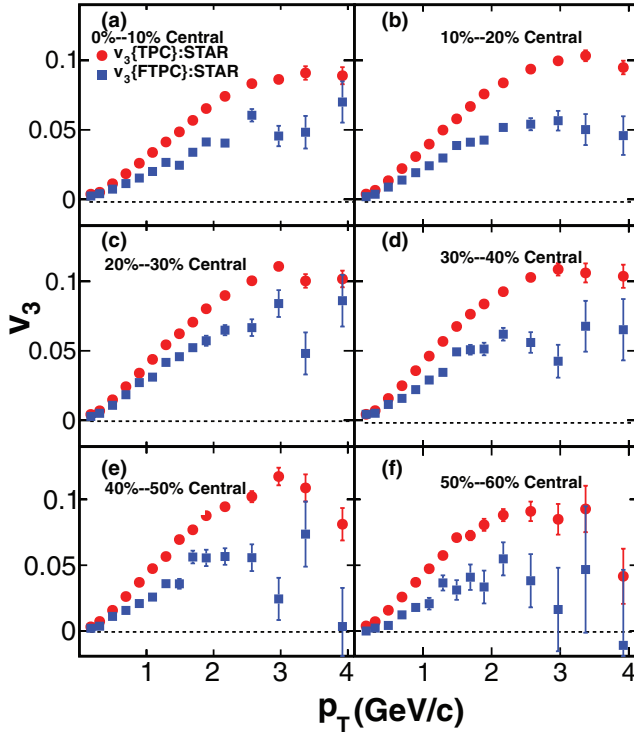 (a)
0%--10% Central
v₃{TPC}:STAR
v₃{FTPC}:STAR
(b)
10%--20% Central
0.1
0.05
0
(c)
20%--30% Central
(d)
30%--40% Central
0.1
0.05
0
v₃
(e)
40%--50% Central
(f)
50%--60% Central
0.1
0.05
0
1 2 3 4 1 2 3 4
p_T (GeV/c)